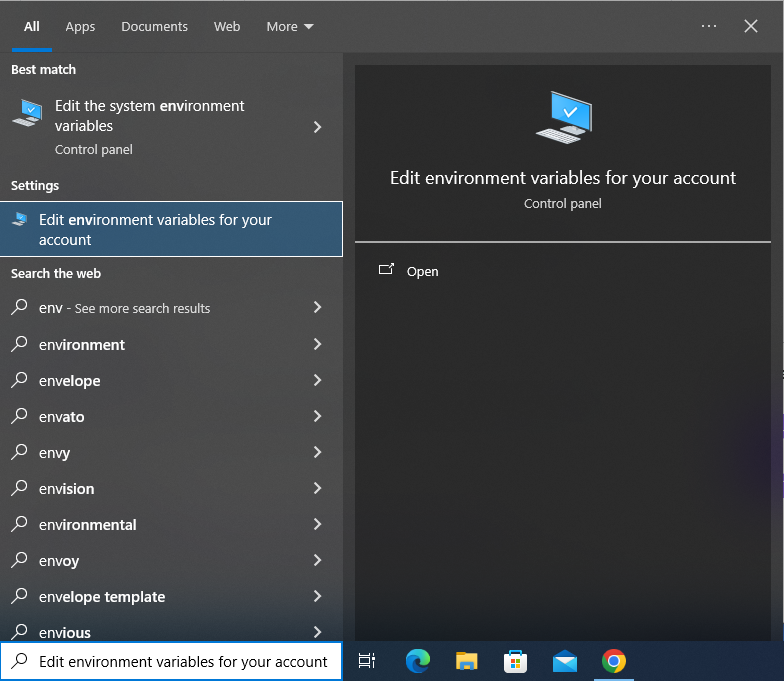 All Apps Documents Web More ...
Best match
Edit the system environment
variables
Control panel
Settings
Edit environment variables for your
account
Search the web
env - See more search results
environment
envelope
envato
envy
envision
environmental
envoy
envelope template
envious
Edit environment variables for your account
Control panel
Open
Edit environment variables for your account